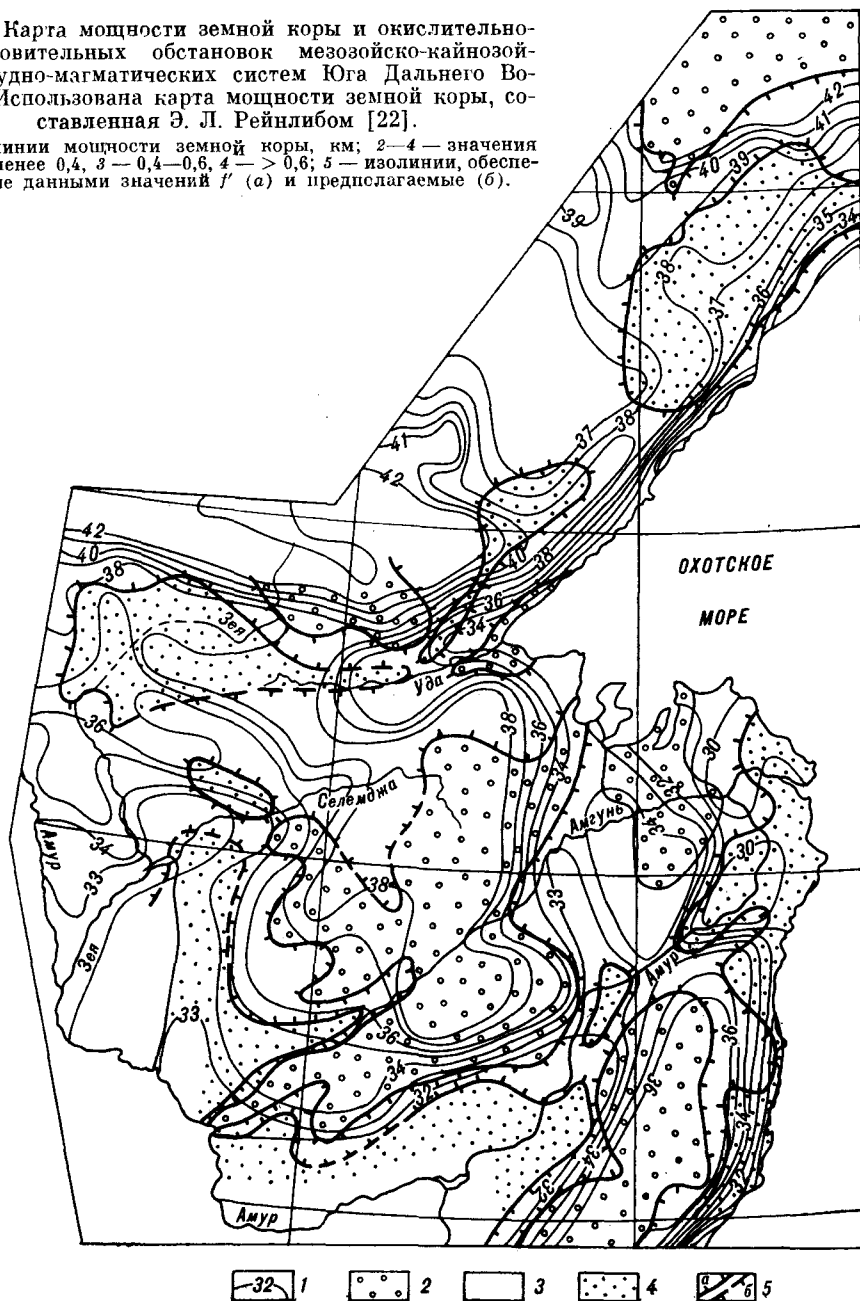 Карта мощности земной коры и окислительно-
овительных обстановок мезозойско-кайнозой-
удно-магматических систем Юга Дальнего Во-
Использована карта мощности земной коры, со-
ставленная Э. Л. Рейнлибом [22].
линии мощности земной коры, км; 2—4 — значения
менее 0,4, 3 — 0,4—0,6, 4 — > 0,6; 5 — изолинии, обеспе-
е данными значений f′ (а) и предполагаемые (б).
42
41
40
39
39
38
35
34
37
36
41
42
37
38
42
40
38
40
38
36
34
ОХОТСКОЕ
МОРЕ
Зея
Уда
36
38
36
34
30
Селемджа
Амгунь
32
34
30
Амур
34
33
38
33
Зея
Амур
33
36
36
34
32
36
34
32
34
32
Амур
32 1 2 3 4 а б 5